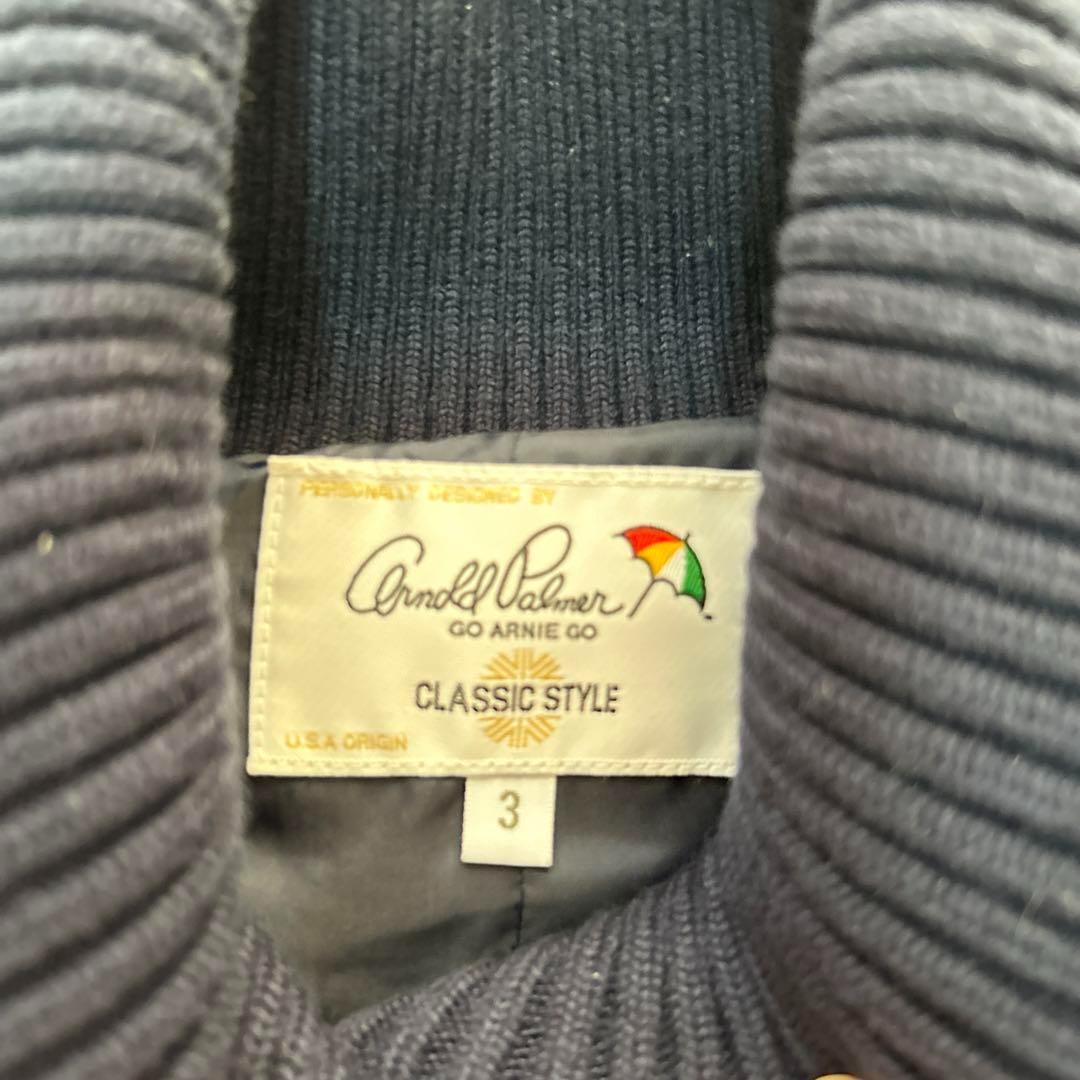 PERSONALLY DESIGNED BY
Arnold Palmer
GO ARNIE GO
CLASSIC STYLE
U.S.A ORIGIN
3